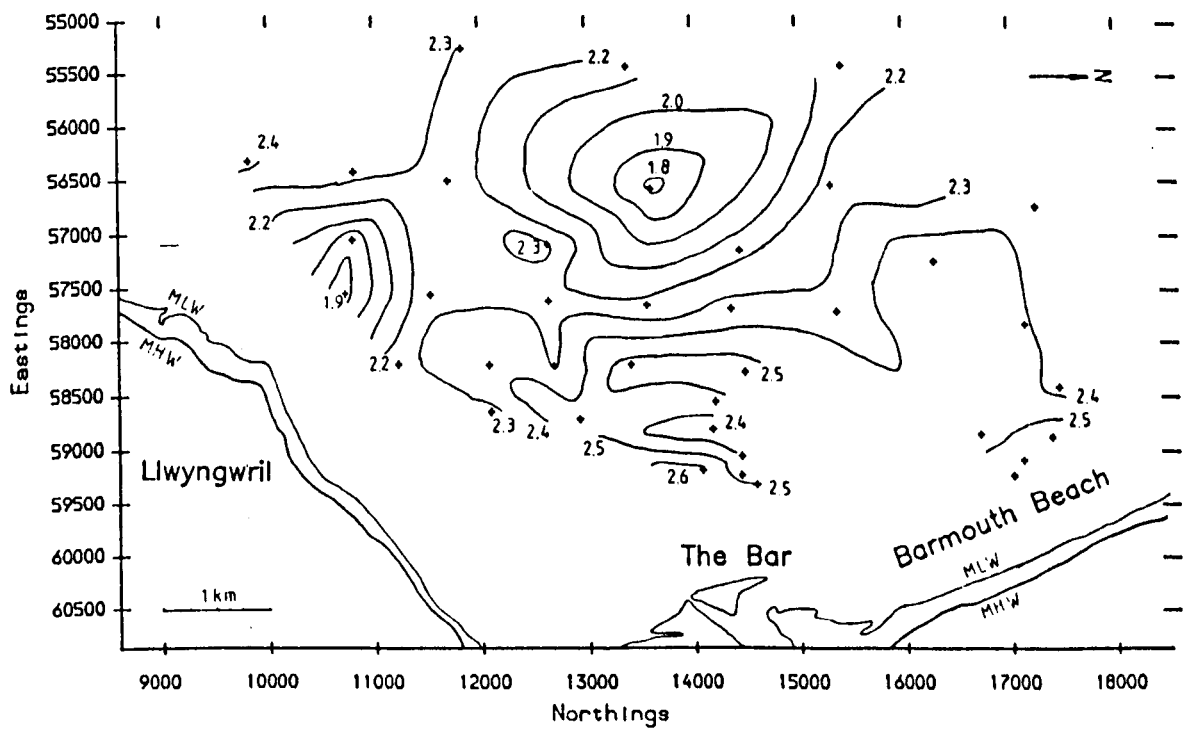 55000
55500
56000
56500
57000
57500
58000
58500
59000
59500
60000
60500
Eastings
2.3
2.2
2.2
N
2.4
2.0
1.9
1.8
2.3
2.2
2.3
1.9
MLW
MHW
2.2
2.5
2.3
2.4
2.4
2.4
2.5
2.5
2.6
2.5
Llwyngwril
Barmouth Beach
The Bar
MLW
MHW
1km
9000 10000 11000 12000 13000 14000 15000 16000 17000 18000
Northings